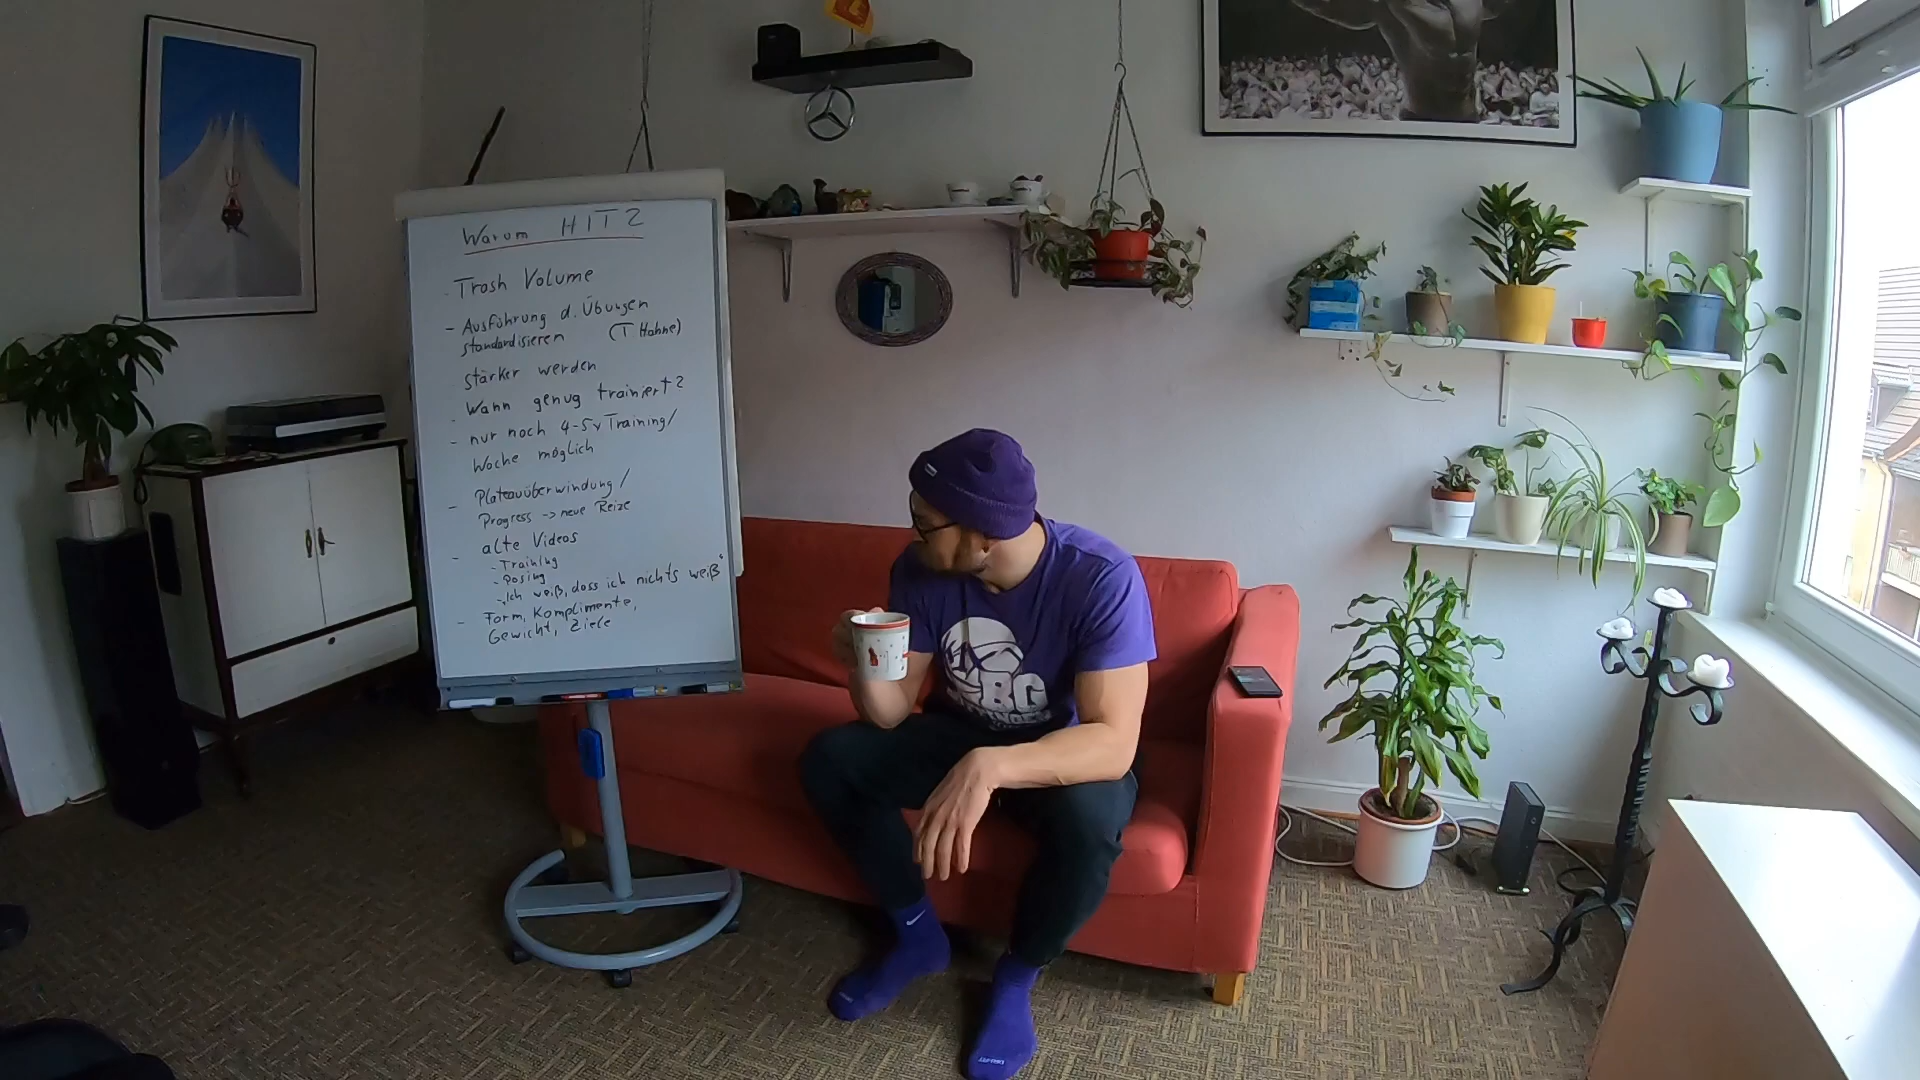 Warum HIT?
Trash Volume
- Ausführung d. Übungen
standardisieren (T Hahne)
stärker werden
Wann genug trainiert?
- nur noch 4-5x Training/
Woche möglich
- Plateauüberwindung/
Progress -> neue Reize
- alte Videos
- Training
- Posing
- "Ich weiß, dass ich nichts weiß"
- Form, Komplimente,
Gewicht, Ziele
BG